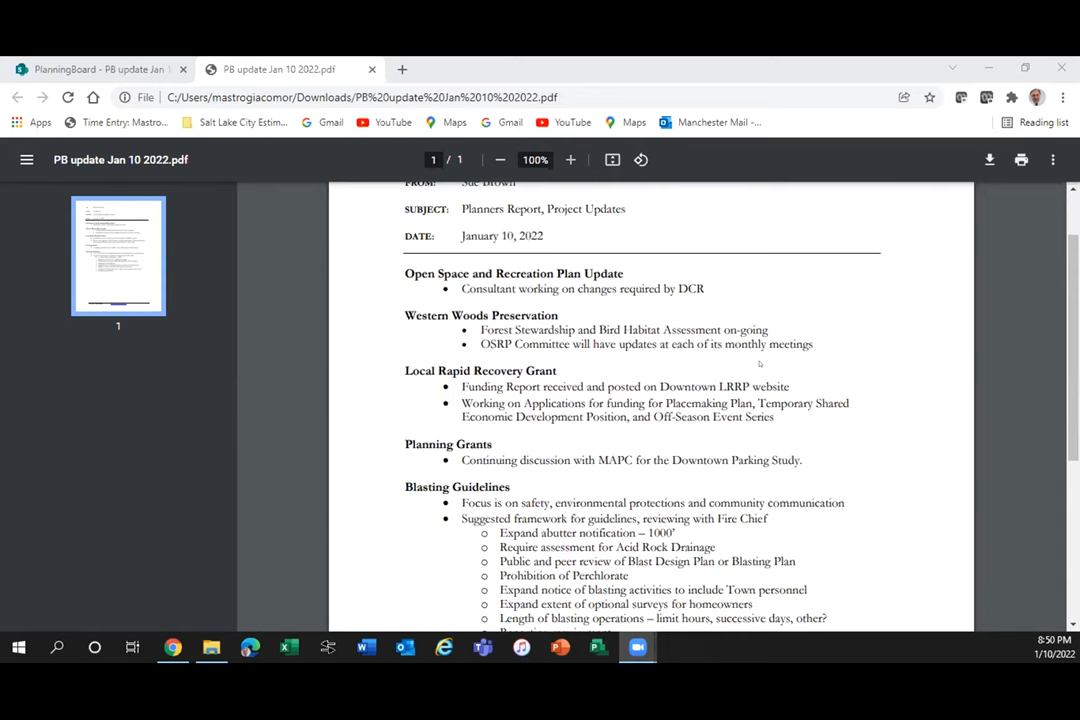 PlanningBoard - PB update Jan
PB update Jan 10 2022.pdf
File
C:/Users/mastrogiacomor/Downloads/PB%20update%20Jan%2010%202022.pdf
Apps
Time Entry: Mastro...
Salt Lake City Estim...
Gmail
YouTube
Maps
Gmail
YouTube
Maps
Manchester Mail -...
Reading list
PB update Jan 10 2022.pdf
1 / 1
100%
1
FROM: Sue Brown
SUBJECT: Planners Report, Project Updates
DATE: January 10, 2022
Open Space and Recreation Plan Update
• Consultant working on changes required by DCR
Western Woods Preservation
• Forest Stewardship and Bird Habitat Assessment on-going
• OSRP Committee will have updates at each of its monthly meetings
Local Rapid Recovery Grant
• Funding Report received and posted on Downtown LRRP website
• Working on Applications for funding for Placemaking Plan, Temporary Shared
Economic Development Position, and Off-Season Event Series
Planning Grants
• Continuing discussion with MAPC for the Downtown Parking Study.
Blasting Guidelines
• Focus is on safety, environmental protections and community communication
• Suggested framework for guidelines, reviewing with Fire Chief
o Expand abutter notification – 1000’
o Require assessment for Acid Rock Drainage
o Public and peer review of Blast Design Plan or Blasting Plan
o Prohibition of Perchlorate
o Expand notice of blasting activities to include Town personnel
o Expand extent of optional surveys for homeowners
o Length of blasting operations – limit hours, successive days, other?
8:50 PM
1/10/2022